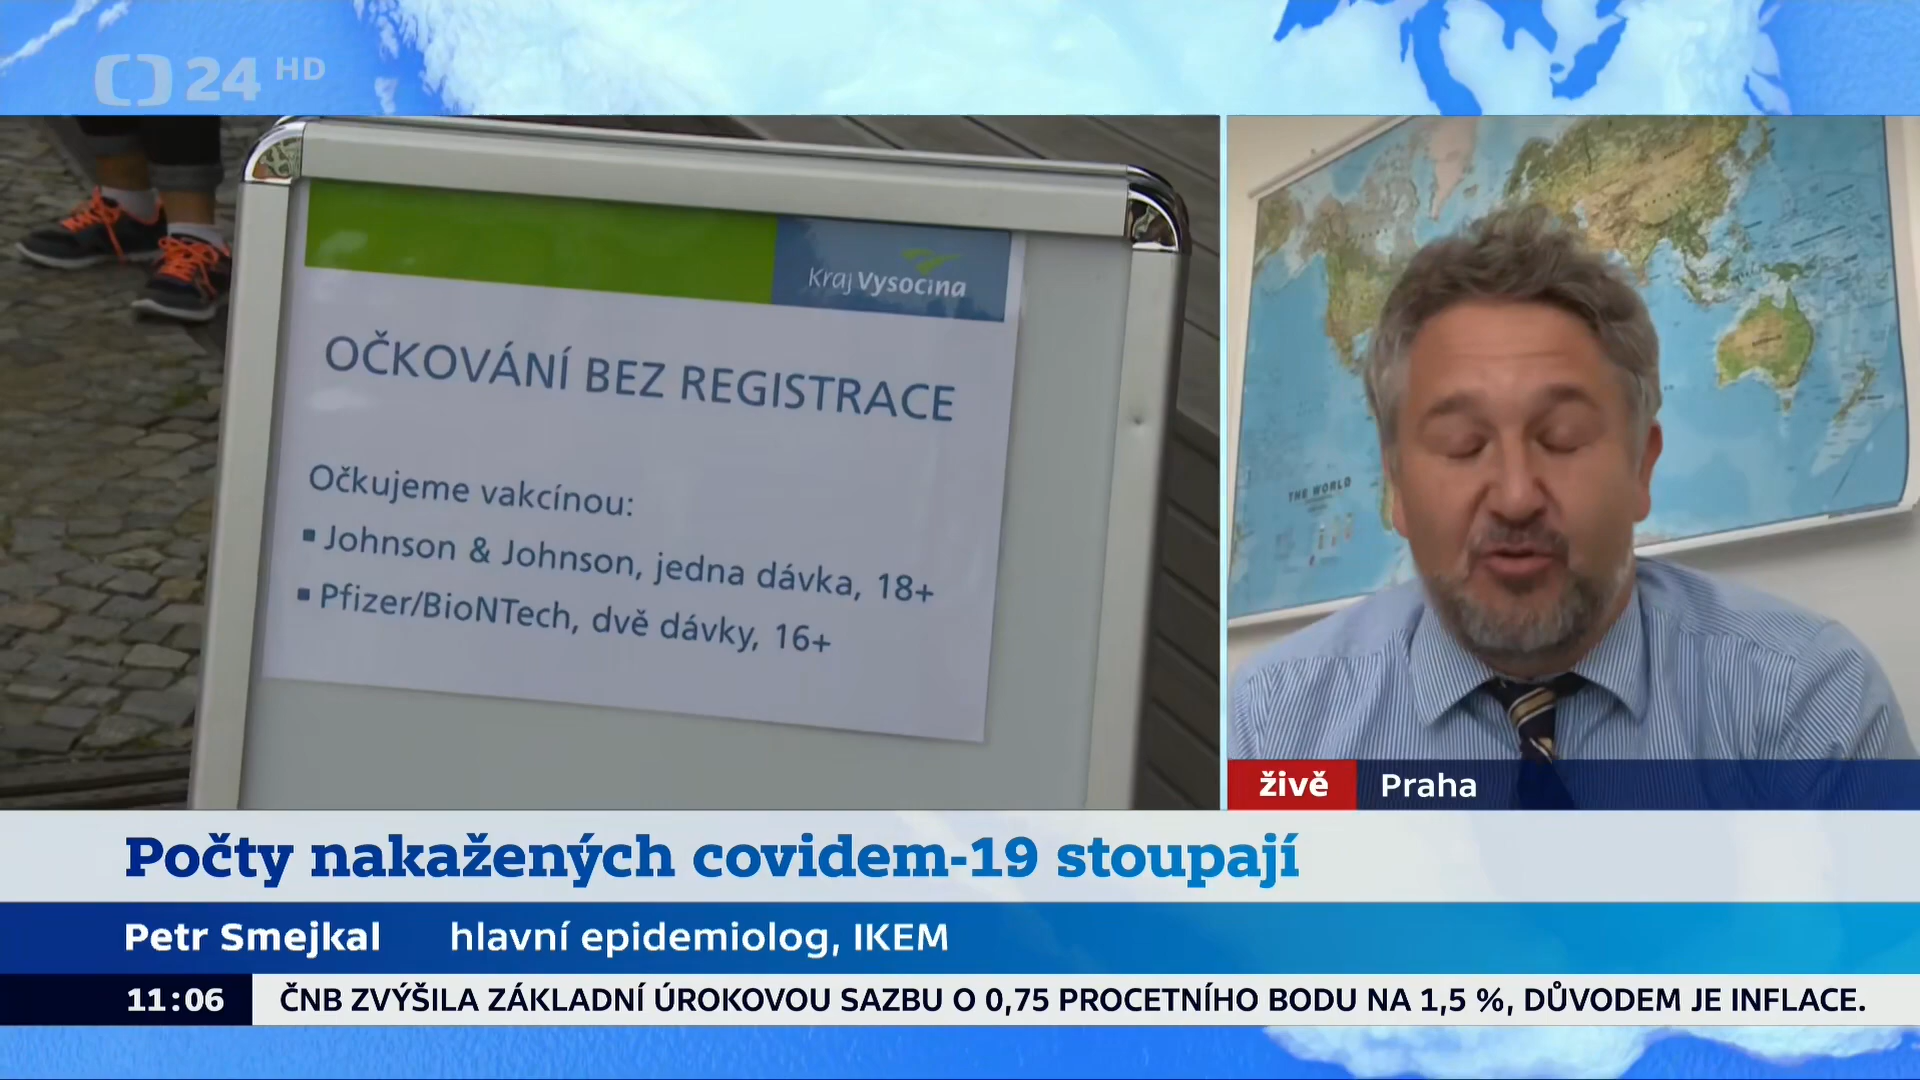 24 HD
Kraj Vysočina
OČKOVÁNÍ BEZ REGISTRACE
Očkujeme vakcínou:
▪ Johnson & Johnson, jedna dávka, 18+
▪ Pfizer/BioNTech, dvě dávky, 16+
THE WORLD
živě Praha
Počty nakažených covidem-19 stoupají
Petr Smejkal hlavní epidemiolog, IKEM
11:06 ČNB ZVÝŠILA ZÁKLADNÍ ÚROKOVOU SAZBU O 0,75 PROCETNÍHO BODU NA 1,5 %, DŮVODEM JE INFLACE.